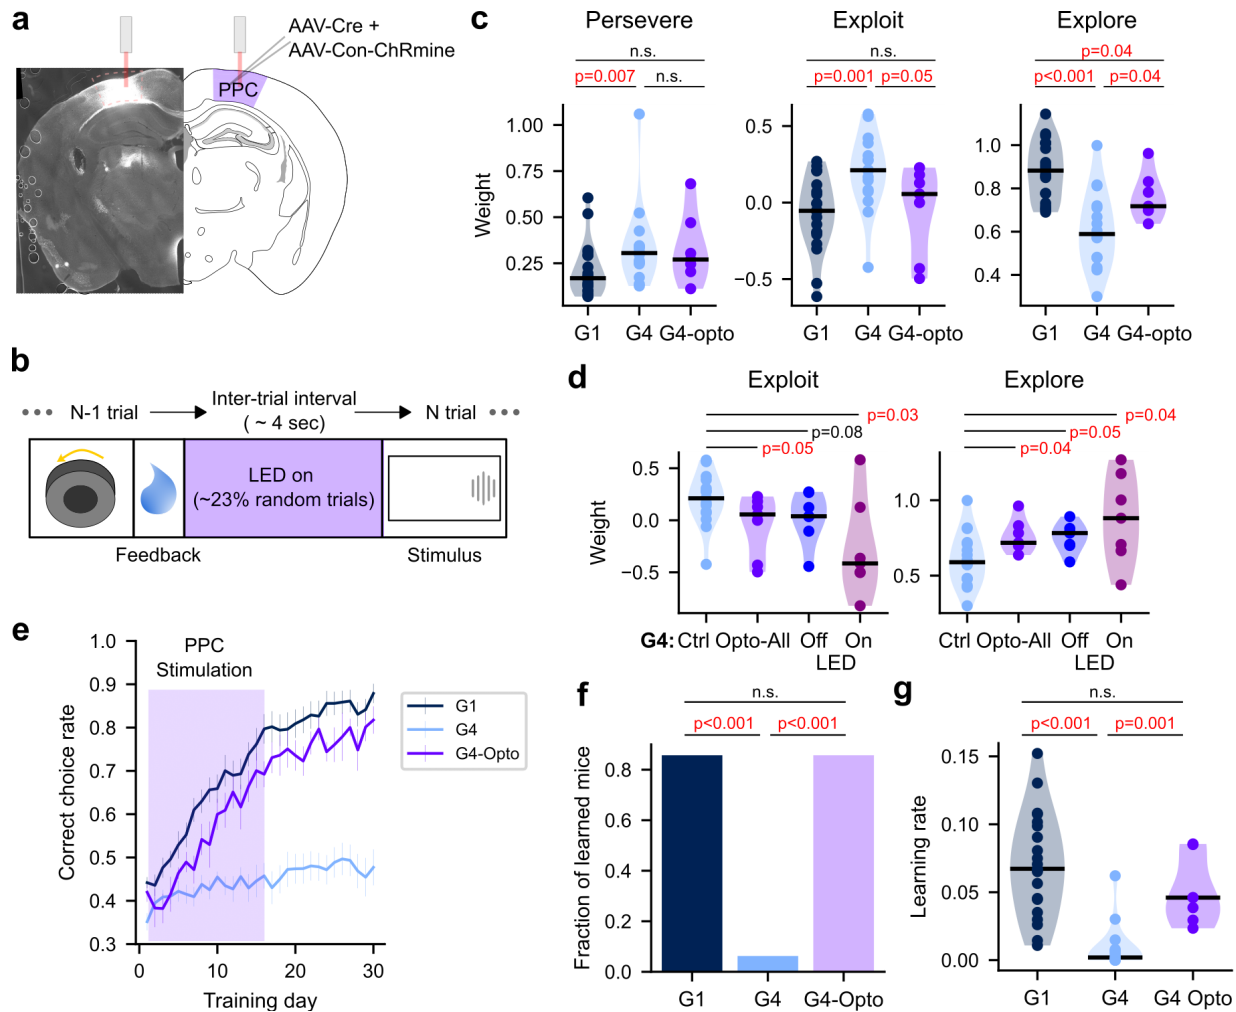 a
AAV-Cre +
AAV-Con-ChRmine
PPC
b
N-1 trial
Inter-trial interval
( ~ 4 sec)
N trial
LED on
(~23% random trials)
Feedback
Stimulus
c
Persevere
n.s.
p=0.007
n.s.
Weight
1.00
0.75
0.50
0.25
G1
G4
G4-opto
Exploit
n.s.
p=0.001
p=0.05
0.5
0.0
−0.5
G1
G4
G4-opto
Explore
p=0.04
p<0.001
p=0.04
1.0
0.8
0.6
0.4
G1
G4
G4-opto
d
Exploit
p=0.03
p=0.08
p=0.05
Weight
0.5
0.0
−0.5
G4:
Ctrl
Opto-All
Off
On
LED
Explore
p=0.04
p=0.05
p=0.04
1.0
0.5
Ctrl
Opto-All
Off
On
LED
e
PPC
Stimulation
Correct choice rate
1.0
0.9
0.8
0.7
0.6
0.5
0.4
0.3
0
10
20
30
Training day
G1
G4
G4-Opto
f
n.s.
p<0.001
p<0.001
Fraction of learned mice
0.8
0.6
0.4
0.2
0.0
G1
G4
G4-Opto
g
n.s.
p<0.001
p=0.001
Learning rate
0.15
0.10
0.05
0.00
G1
G4
G4 Opto